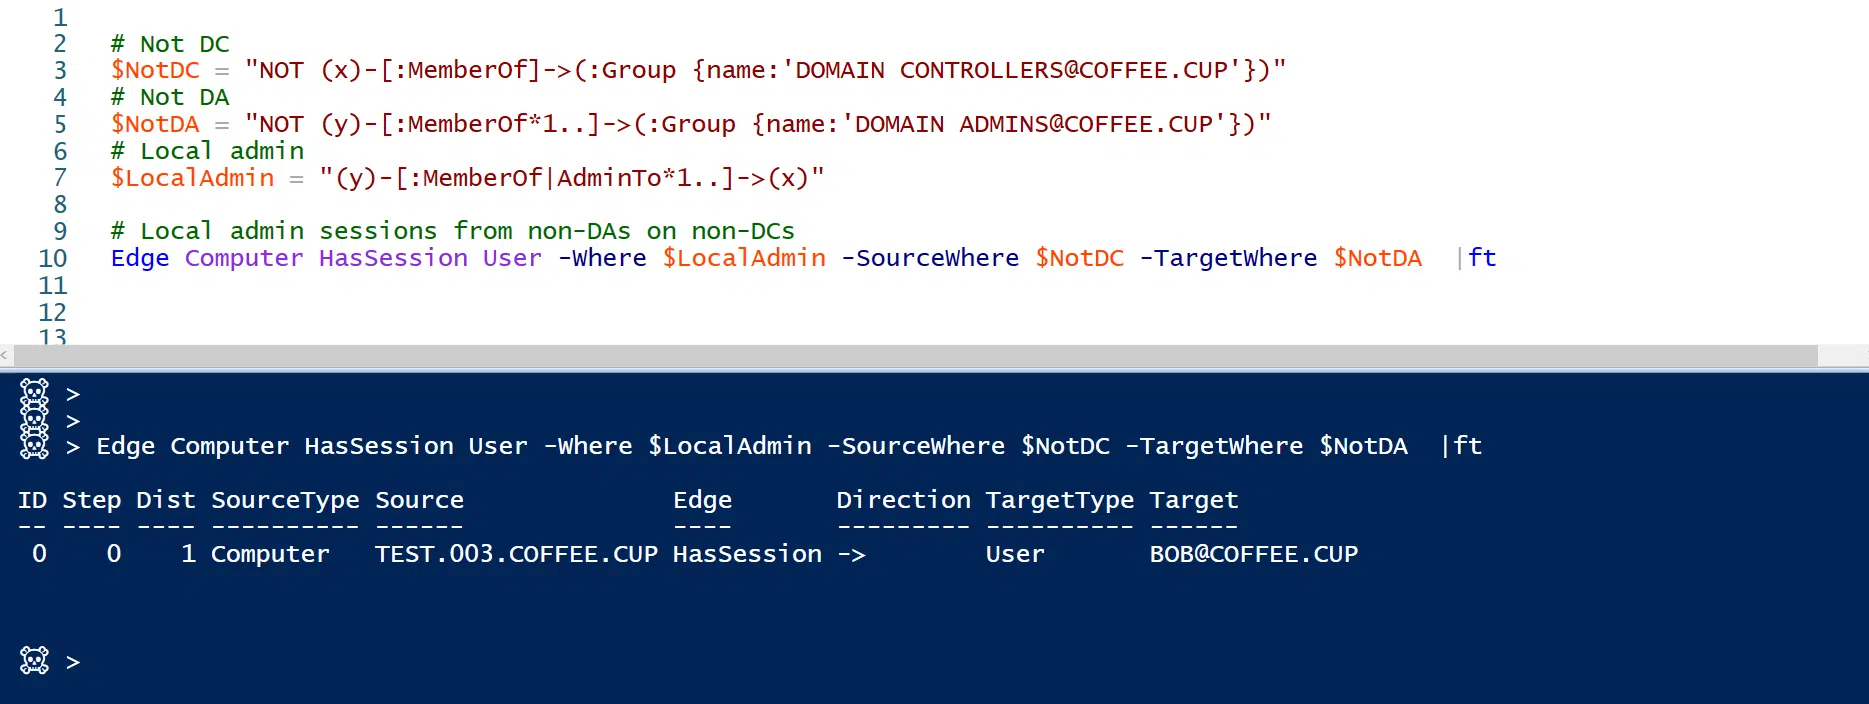 1
2 # Not DC
3 $NotDC = "NOT (x)-[:MemberOf]->(:Group {name:'DOMAIN CONTROLLERS@COFFEE.CUP'})"
4 # Not DA
5 $NotDA = "NOT (y)-[:MemberOf*1..]->(:Group {name:'DOMAIN ADMINS@COFFEE.CUP'})"
6 # Local admin
7 $LocalAdmin = "(y)-[:MemberOf|AdminTo*1..]->(x)"
8
9 # Local admin sessions from non-DAs on non-DCs
10 Edge Computer HasSession User -Where $LocalAdmin -SourceWhere $NotDC -TargetWhere $NotDA |ft
11
12
13
>
>
> Edge Computer HasSession User -Where $LocalAdmin -SourceWhere $NotDC -TargetWhere $NotDA |ft
ID Step Dist SourceType Source Edge Direction TargetType Target
-- ---- ---- ---------- ------ ---- --------- ---------- ------
0 0 1 Computer TEST.003.COFFEE.CUP HasSession -> User BOB@COFFEE.CUP
>